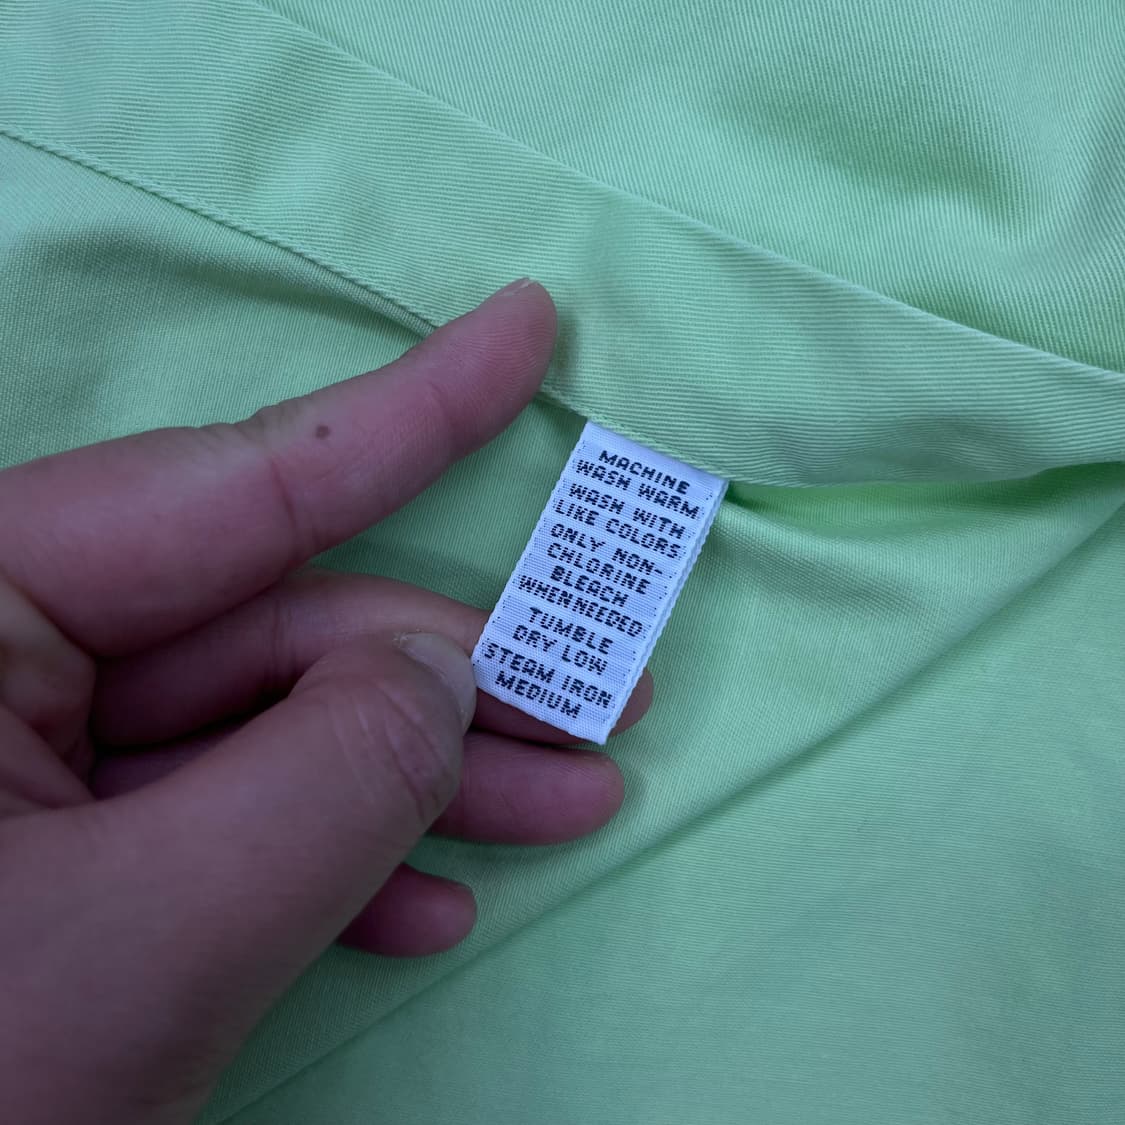 MACHINE
WASH WARM
WASH WITH
LIKE COLORS
ONLY NON-
CHLORINE
BLEACH
WHEN NEEDED
TUMBLE
DRY LOW
STEAM IRON
MEDIUM